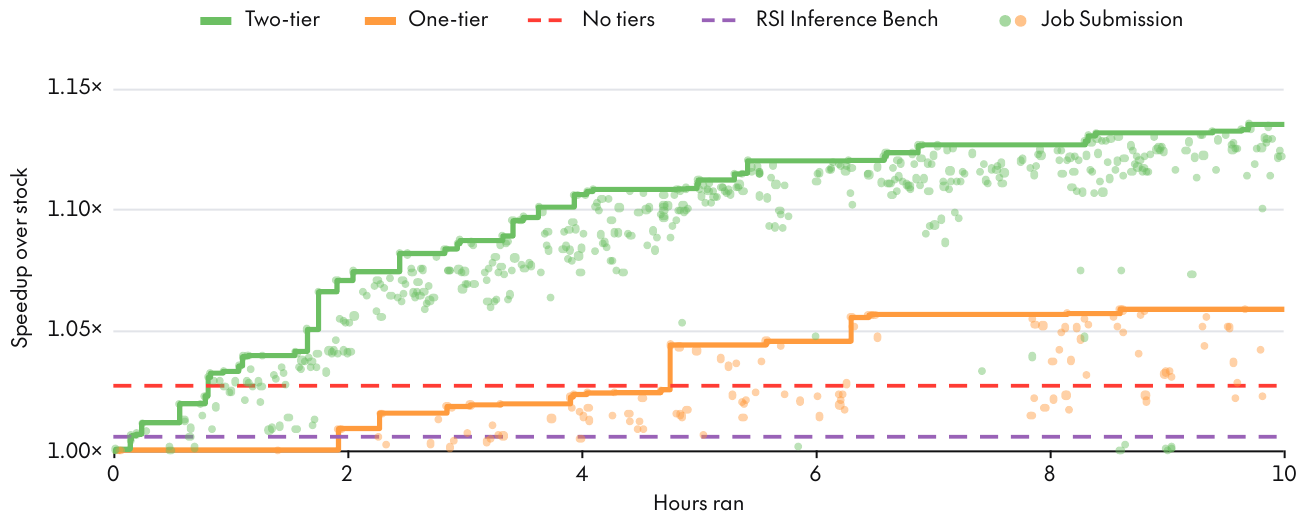 Two-tier One-tier No tiers RSI Inference Bench Job Submission
1.15×
1.10×
1.05×
1.00×
Speedup over stock
0 2 4 6 8 10
Hours ran